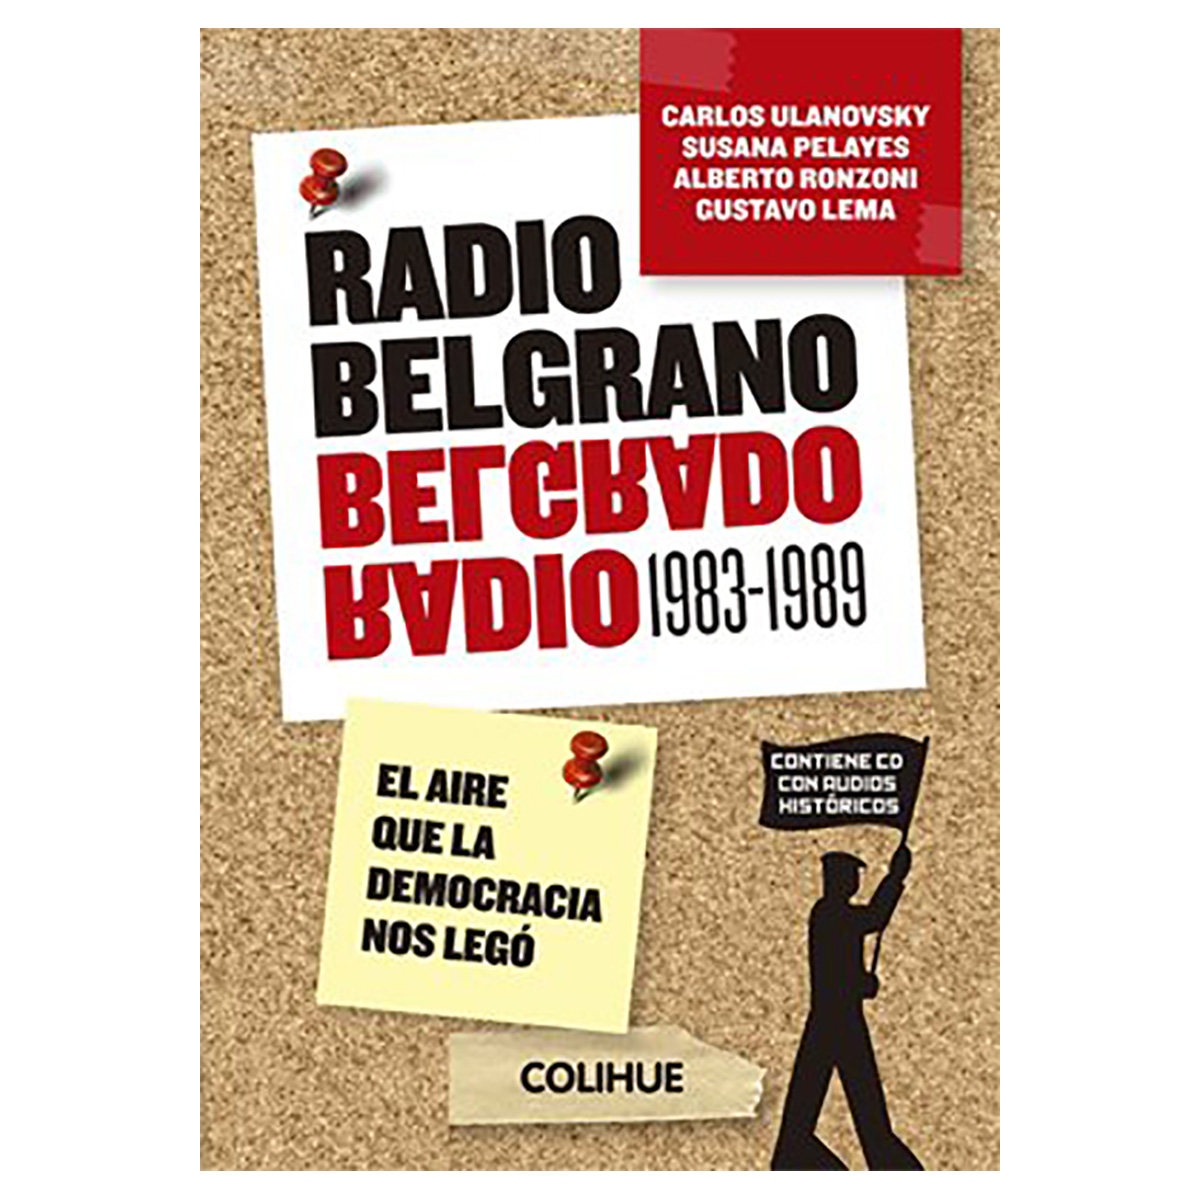 CARLOS ULANOVSKY
SUSANA PELAYES
ALBERTO RONZONI
GUSTAVO LEMA
RADIO
BELGRANO
BELGRADO
RADIO 1983-1989
EL AIRE
QUE LA
DEMOCRACIA
NOS LEGÓ
CONTIENE CD
CON AUDIOS
HISTÓRICOS
COLIHUE